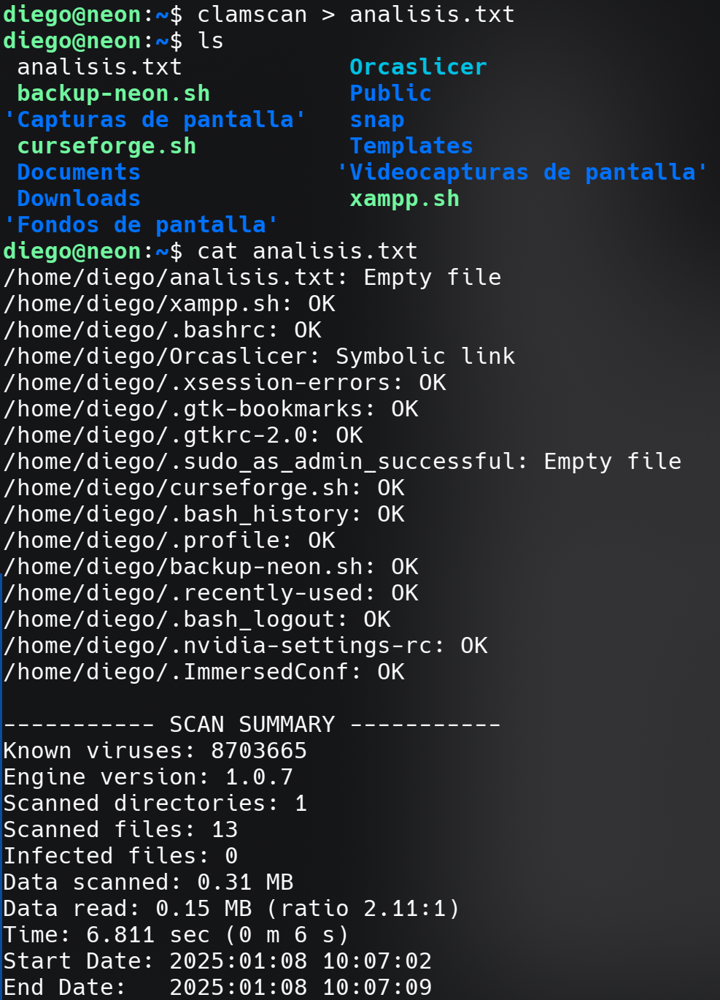 diego@neon:~$ clamscan > analisis.txt
diego@neon:~$ ls
 analisis.txt            Orcaslicer
 backup-neon.sh          Public
'Capturas de pantalla'   snap
 curseforge.sh           Templates
 Documents              'Videocapturas de pantalla'
 Downloads               xampp.sh
'Fondos de pantalla'
diego@neon:~$ cat analisis.txt
/home/diego/analisis.txt: Empty file
/home/diego/xampp.sh: OK
/home/diego/.bashrc: OK
/home/diego/Orcaslicer: Symbolic link
/home/diego/.xsession-errors: OK
/home/diego/.gtk-bookmarks: OK
/home/diego/.gtkrc-2.0: OK
/home/diego/.sudo_as_admin_successful: Empty file
/home/diego/curseforge.sh: OK
/home/diego/.bash_history: OK
/home/diego/.profile: OK
/home/diego/backup-neon.sh: OK
/home/diego/.recently-used: OK
/home/diego/.bash_logout: OK
/home/diego/.nvidia-settings-rc: OK
/home/diego/.ImmersedConf: OK

----------- SCAN SUMMARY -----------
Known viruses: 8703665
Engine version: 1.0.7
Scanned directories: 1
Scanned files: 13
Infected files: 0
Data scanned: 0.31 MB
Data read: 0.15 MB (ratio 2.11:1)
Time: 6.811 sec (0 m 6 s)
Start Date: 2025:01:08 10:07:02
End Date:   2025:01:08 10:07:09